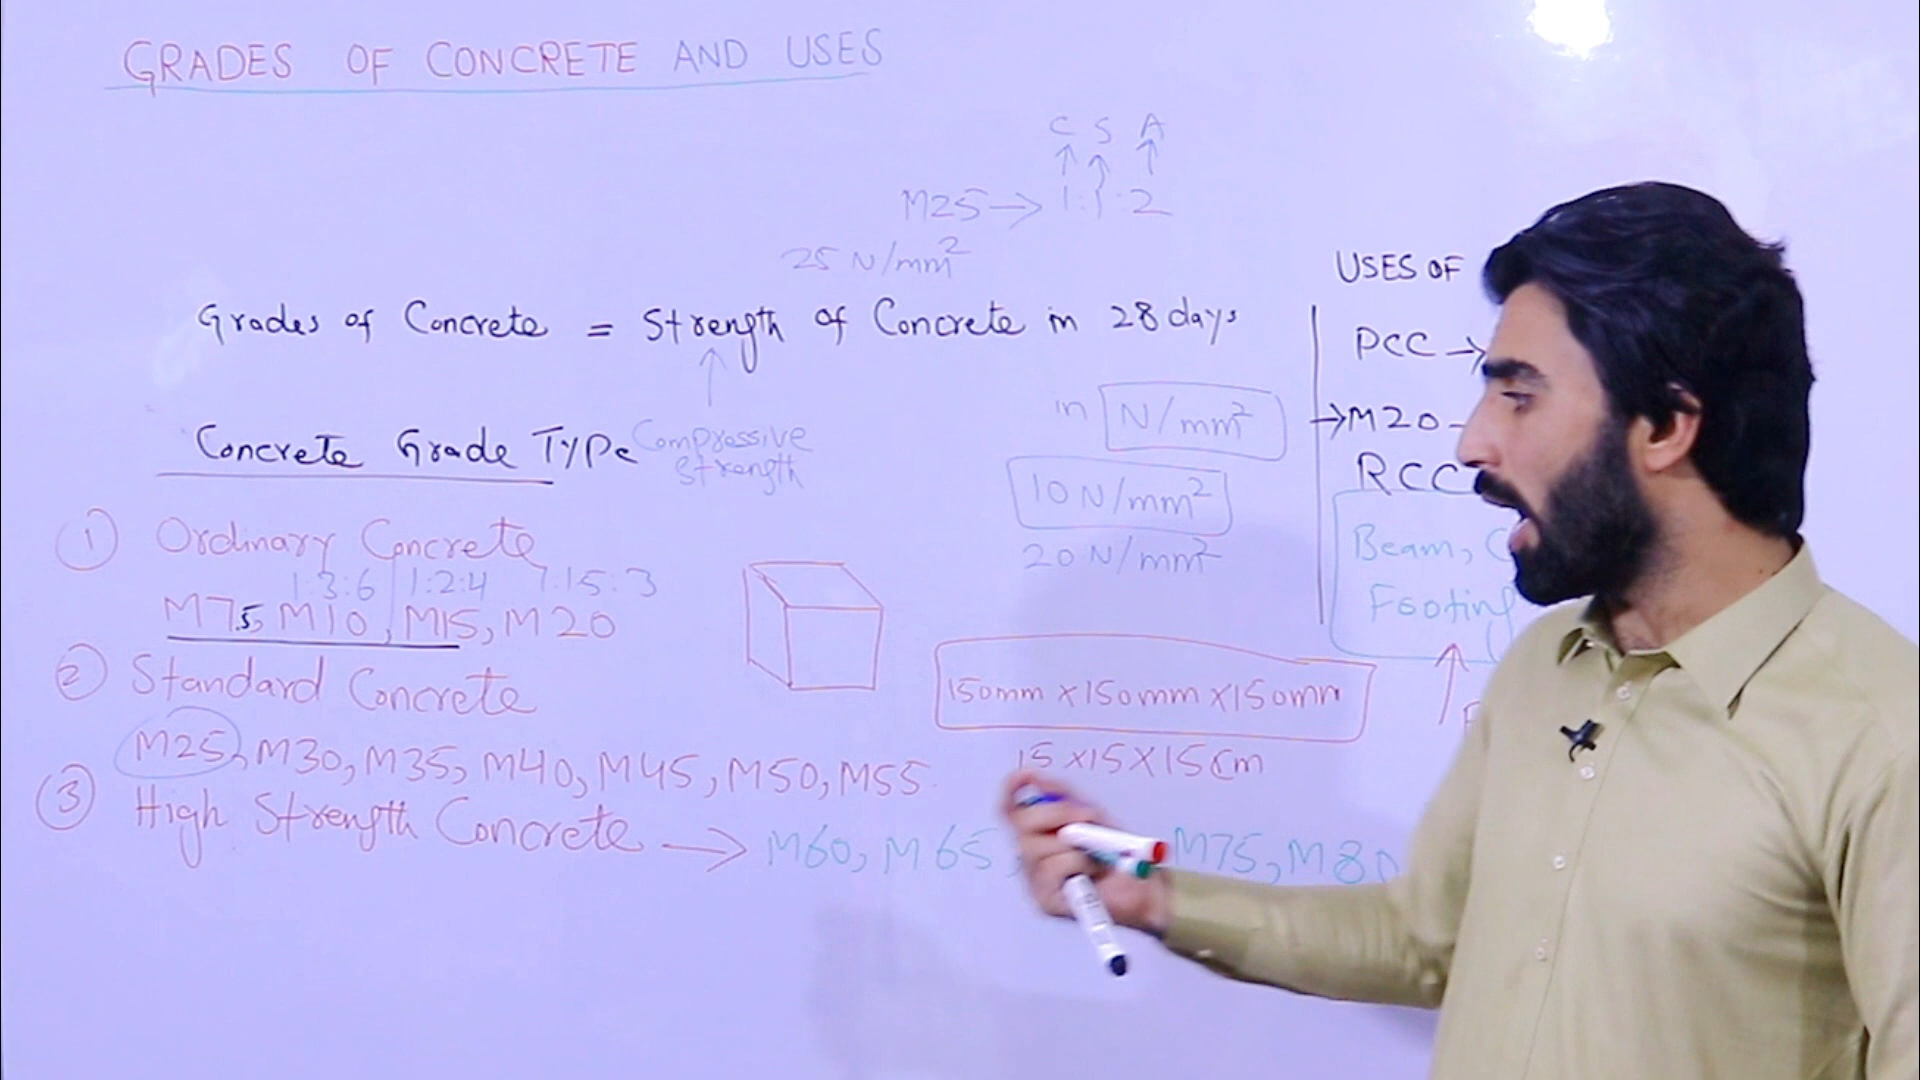 GRADES OF CONCRETE AND USES
C S A
M25 → 1:1:2
25 N/mm²
Grades of Concrete = Strength of Concrete in 28 days
Compressive
Strength
in N/mm²
10 N/mm²
20 N/mm²
Concrete Grade Type
① Ordinary Concrete
1:3:6 1:2:4 1:1.5:3
M7.5, M10, M15, M20
② Standard Concrete
M25, M30, M35, M40, M45, M50, M55
③ High Strength Concrete → M60, M65, M75, M80
150mm x 150mm x 150mm
15 x 15 x 15 Cm
USES OF
PCC →
→ M20
RCC
Beam,
Footing